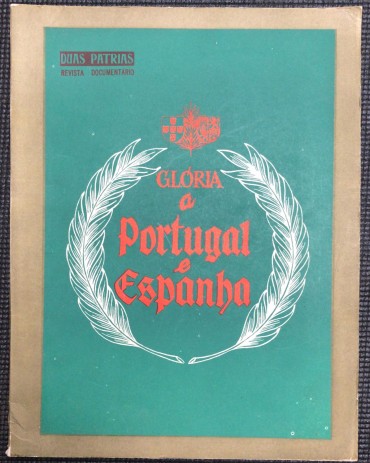 DUAS PATRIAS
REVISTA DOCUMENTARIO
GLÓRIA
a
Portugal
e
Espanha